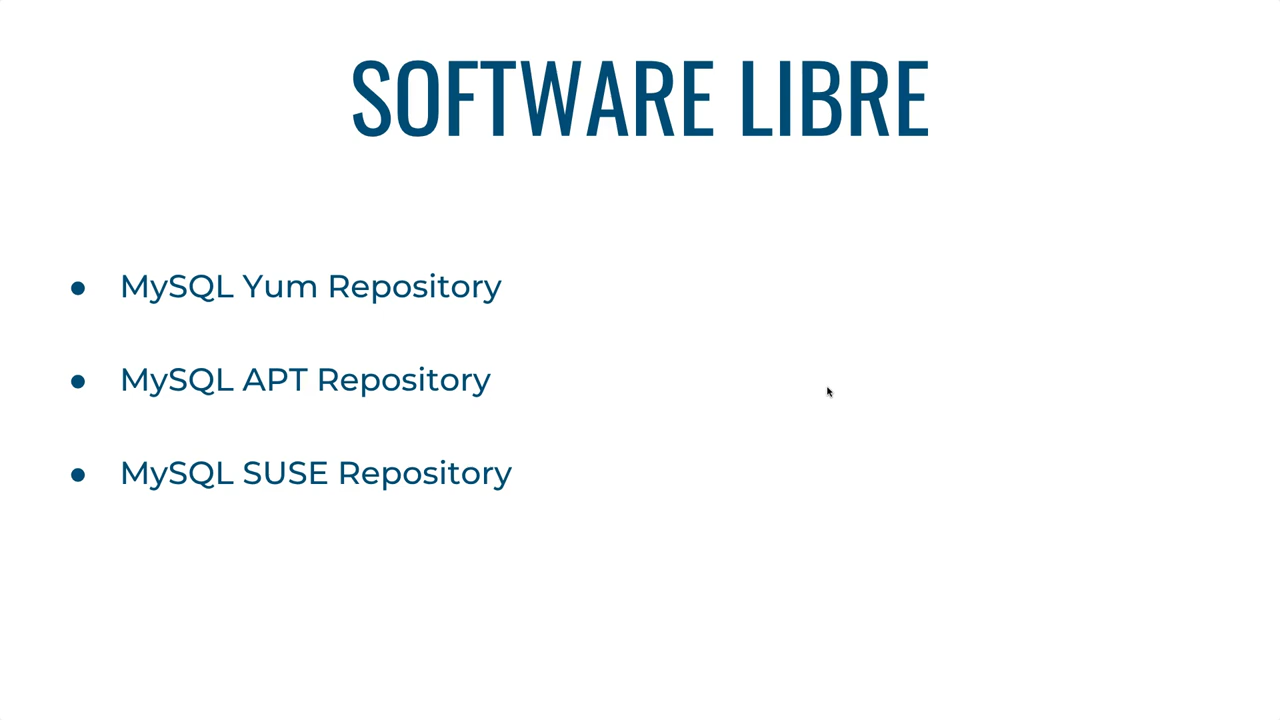 SOFTWARE LIBRE
● MySQL Yum Repository
● MySQL APT Repository
● MySQL SUSE Repository